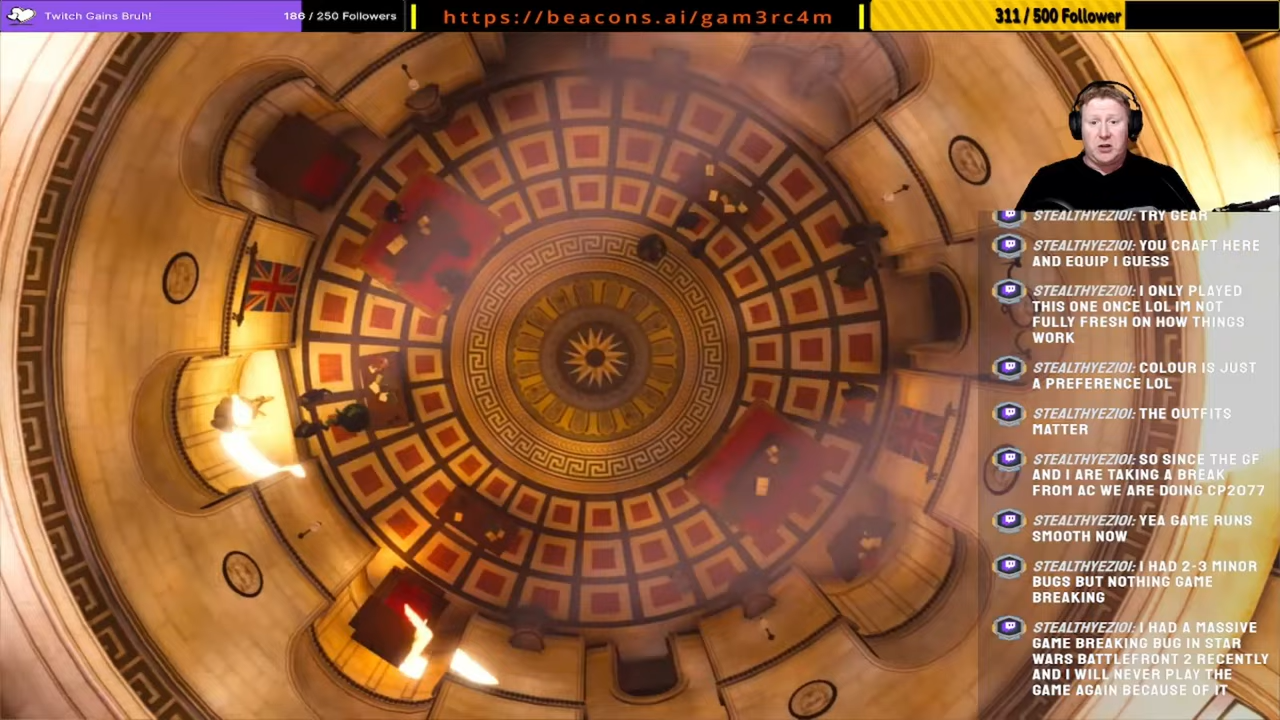 Twitch Gains Bruh!
186 / 250 Followers
https://beacons.ai/gam3rc4m
311 / 500 Follower
STEALTHYEZIO1: TRY GEAR
STEALTHYEZIO1: YOU CRAFT HERE
AND EQUIP I GUESS
STEALTHYEZIO1: I ONLY PLAYED
THIS ONE ONCE LOL IM NOT
FULLY FRESH ON HOW THINGS
WORK
STEALTHYEZIO1: COLOUR IS JUST
A PREFERENCE LOL
STEALTHYEZIO1: THE OUTFITS
MATTER
STEALTHYEZIO1: SO SINCE THE GF
AND I ARE TAKING A BREAK
FROM AC WE ARE DOING CP2077
STEALTHYEZIO1: YEA GAME RUNS
SMOOTH NOW
STEALTHYEZIO1: I HAD 2-3 MINOR
BUGS BUT NOTHING GAME
BREAKING
STEALTHYEZIO1: I HAD A MASSIVE
GAME BREAKING BUG IN STAR
WARS BATTLEFRONT 2 RECENTLY
AND I WILL NEVER PLAY THE
GAME AGAIN BECAUSE OF IT